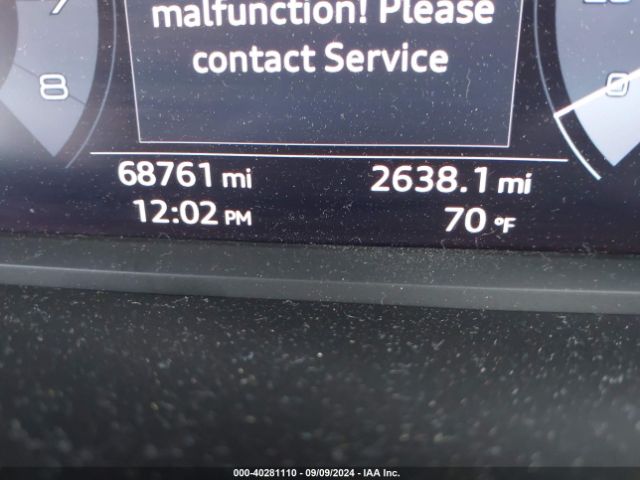 malfunction! Please
contact Service
8
0
68761 mi
2638.1 mi
12:02 PM
70 °F
000-40281110 - 09/09/2024 - IAA Inc.